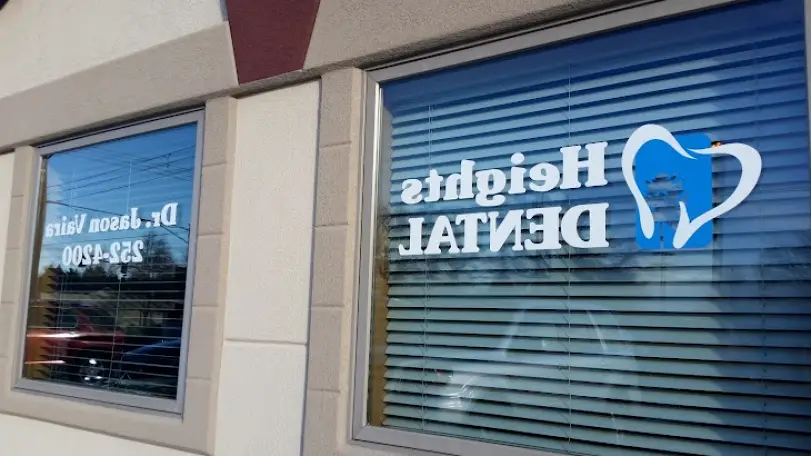 Heights
DENTAL
Dr. Jason Vaira
252-4200